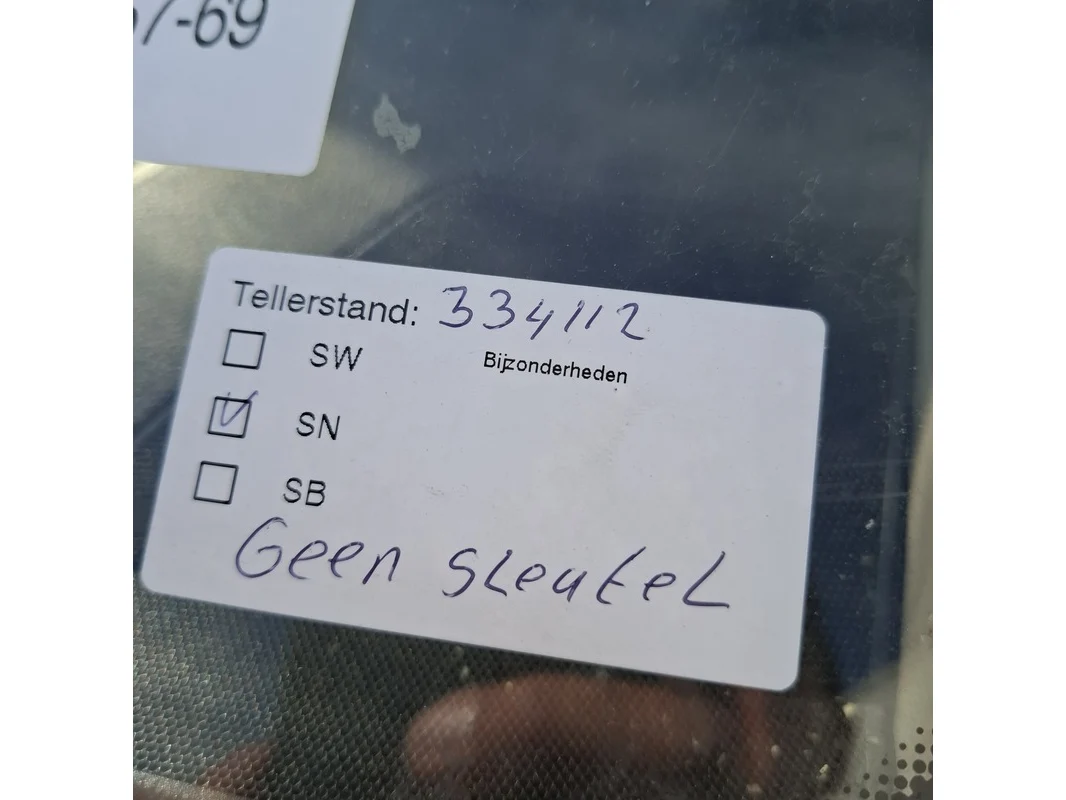 7-69
Tellerstand: 334112
SW
Bijzonderheden
SN
SB
Geen sleutel